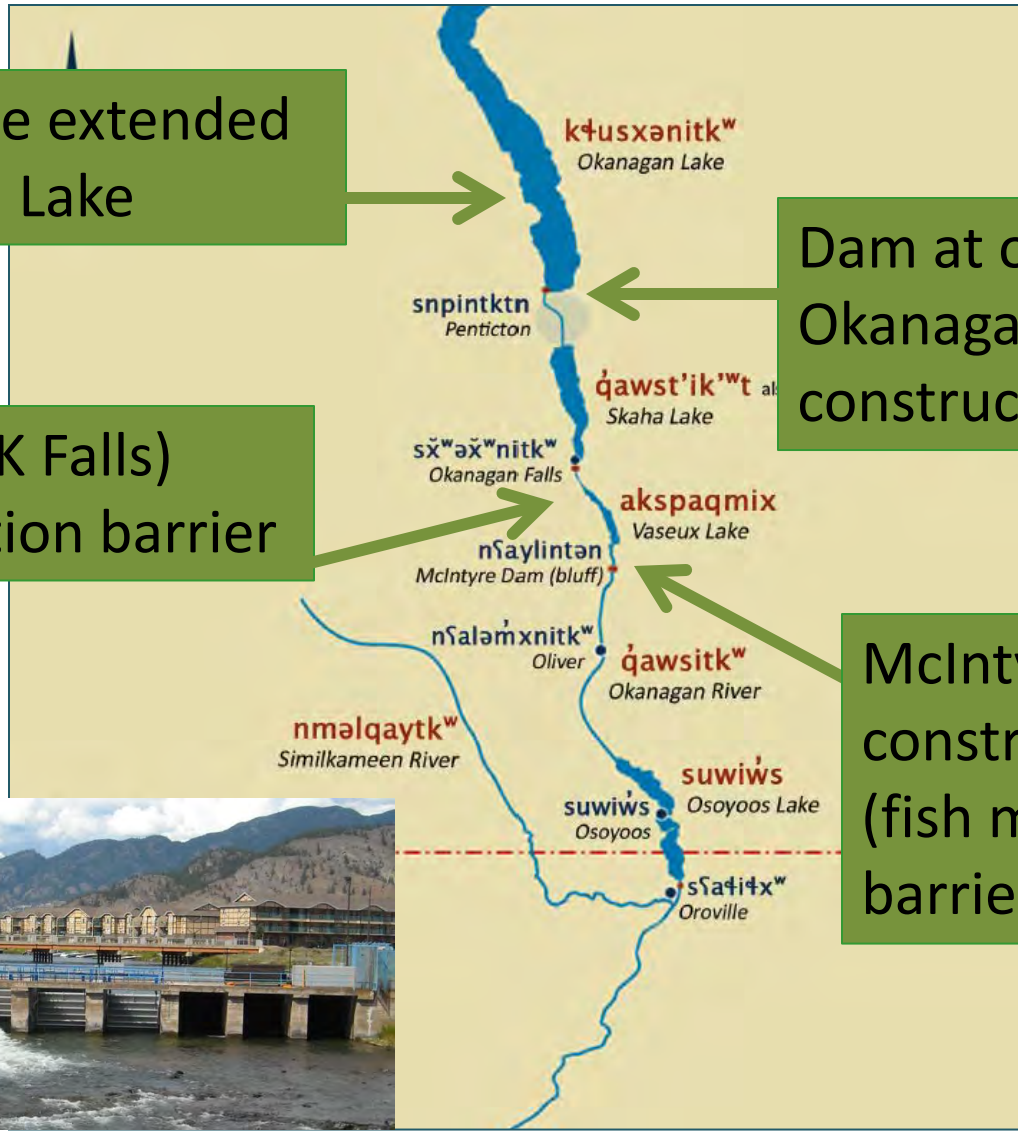 e extended
Lake
kɬusxənitkʷ
Okanagan Lake
Dam at
Okanaga
construc
snpintktn
Penticton
q̓awst’ik’ʷt
Skaha Lake
K Falls)
tion barrier
sx̌ʷəx̌ʷnitkʷ
Okanagan Falls
akspaqmix
Vaseux Lake
nʕaylintən
McIntyre Dam (bluff)
nʕaləm̓xnitkʷ
Oliver
q̓awsitkʷ
Okanagan River
McInty
constr
(fish m
barrie
nməlqaytkʷ
Similkameen River
suwiw̓s
Osoyoos Lake
suwiw̓s
Osoyoos
sʕaɬiɬxʷ
Oroville